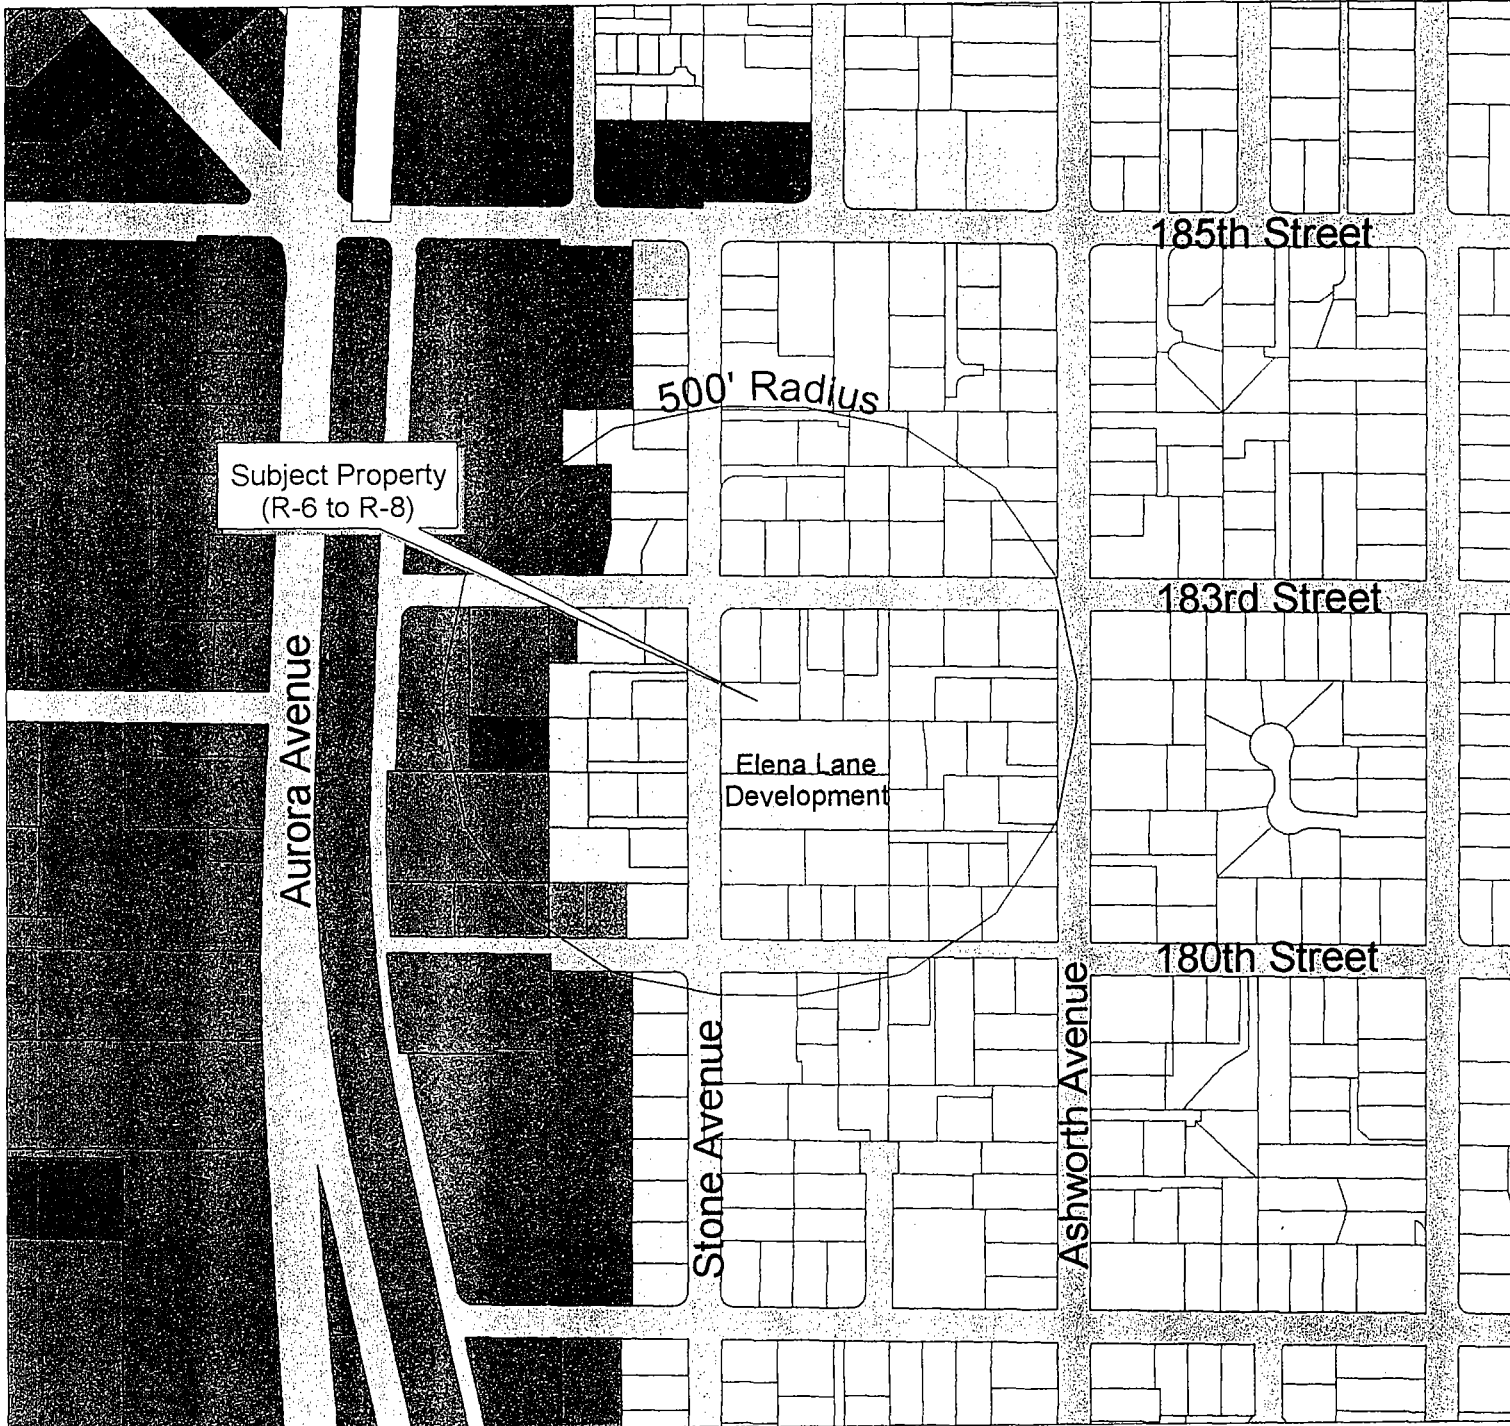 185th Street
500' Radius
Subject Property
(R-6 to R-8)
183rd Street
Aurora Avenue
Elena Lane
Development
180th Street
Stone Avenue
Ashworth Avenue